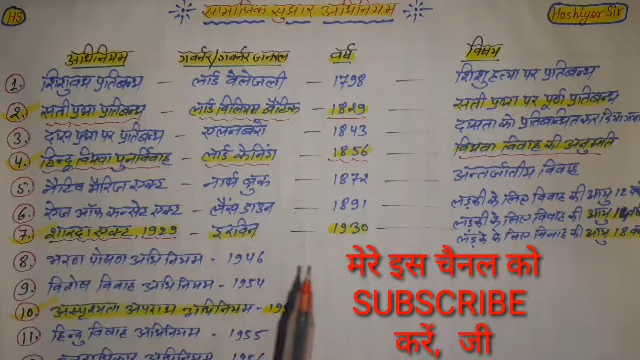 HS
सामाजिक सुधार अधिनियम
Hoshiyar Sir
अधिनियम गवर्नर/गवर्नर जनरल वर्ष विषय
1. शिशुवध प्रतिबन्ध - लॉर्ड वेलेजली - 1798 - शिशु हत्या पर प्रतिबन्ध
2. सती प्रथा प्रतिबन्ध - लॉर्ड विलियम बैंटिक - 1829 - सती प्रथा पर पूर्ण प्रतिबन्ध
3. दास प्रथा पर प्रतिबन्ध - एलनबरो - 1843 - दासता को प्रतिबन्धित कर दिया गया
4. हिन्दू विधवा पुनर्विवाह - लॉर्ड केनिंग - 1856 - विधवा विवाह की अनुमति
5. नैटिव मैरिज एक्ट - नार्थ ब्रुक - 1872 - अन्तर्जातीय विवाह
6. एज ऑफ कन्सेट एक्ट - लैंस डाउन - 1891 - लड़की के लिए विवाह की आयु 12
7. शारदा एक्ट, 1929 - इरविन - 1930 - लड़की के लिए विवाह की आयु
लड़के के लिए विवाह की आयु 18
8. भरण पोषण अधिनियम - 1946
9. विशेष विवाह अधिनियम - 1954
10. अस्पृश्यता अपराध अधिनियम -
11. हिन्दू विवाह अधिनियम - 1955
मेरे इस चैनल को
SUBSCRIBE
करें, जी